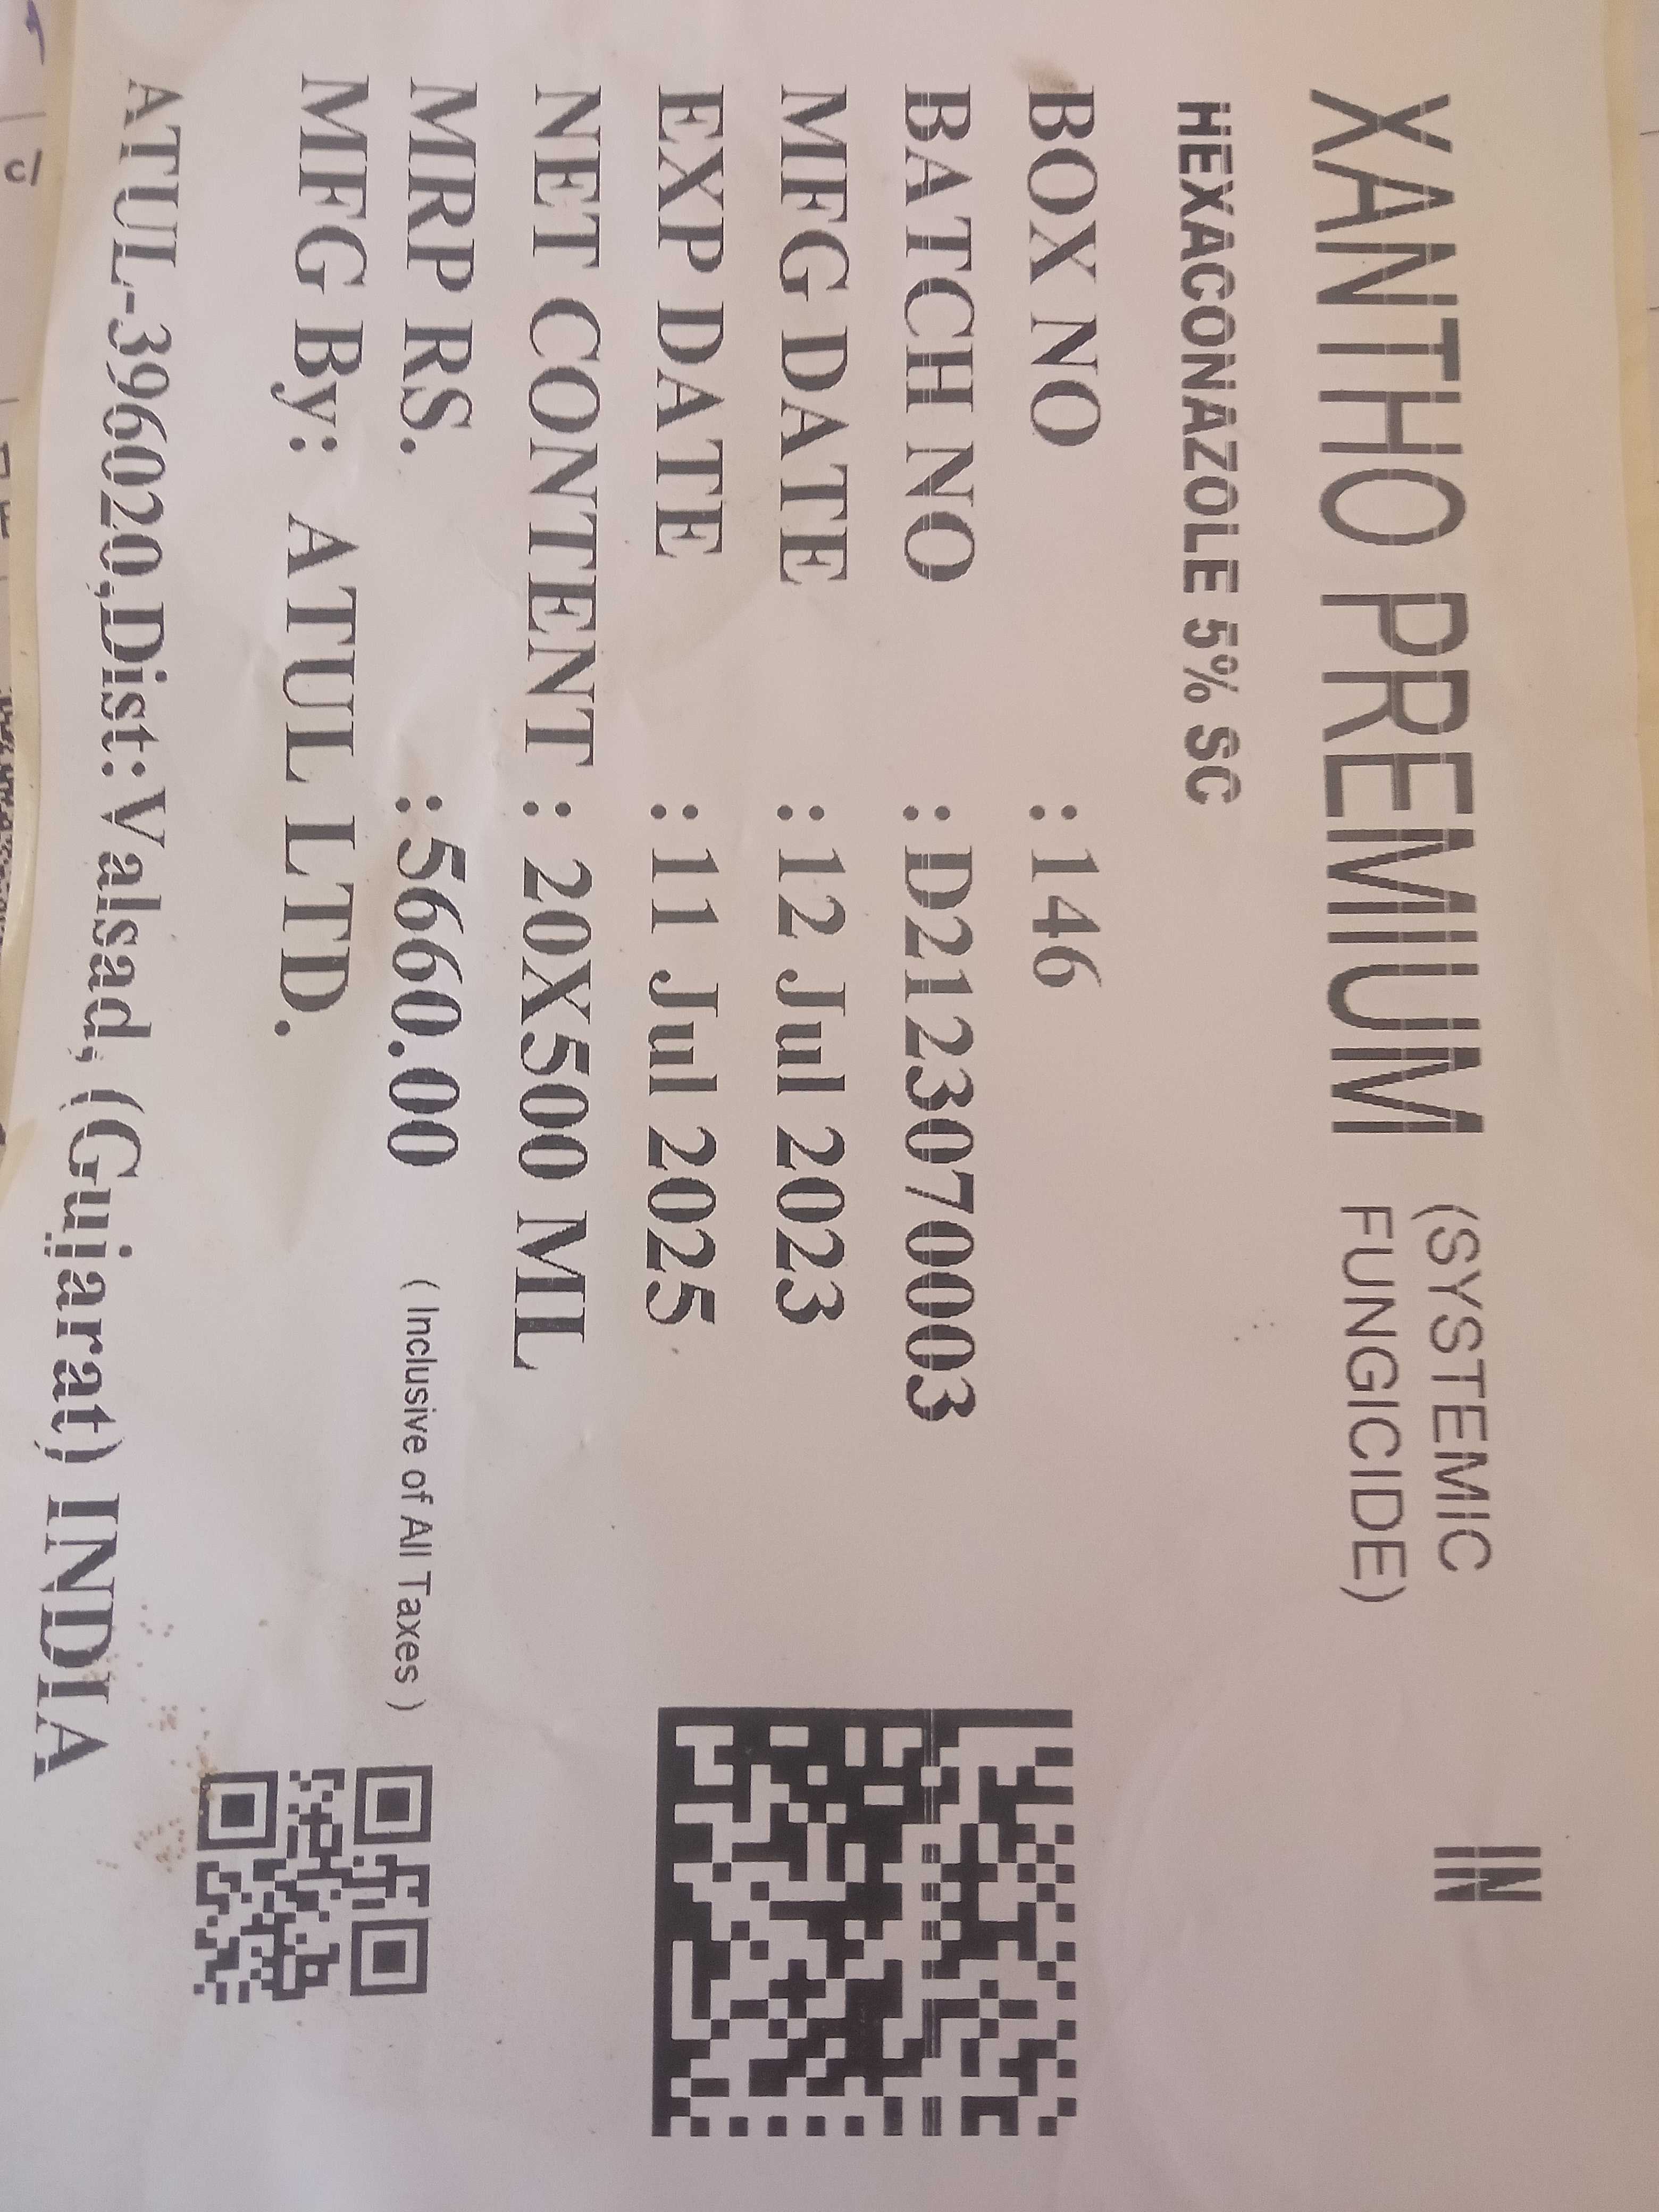 IN
XANTHO PREMIUM (SYSTEMIC FUNGICIDE)
HEXACONAZOLE 5% SC
BOX NO : 146
BATCH NO : D2123070003
MFG DATE : 12 Jul 2023
EXP DATE : 11 Jul 2025
NET CONTENT : 20X500 ML
MRP RS. : 5660.00 ( Inclusive of All Taxes )
MFG By: ATUL LTD.
ATUL-396020,Dist: Valsad, (Gujarat) INDIA